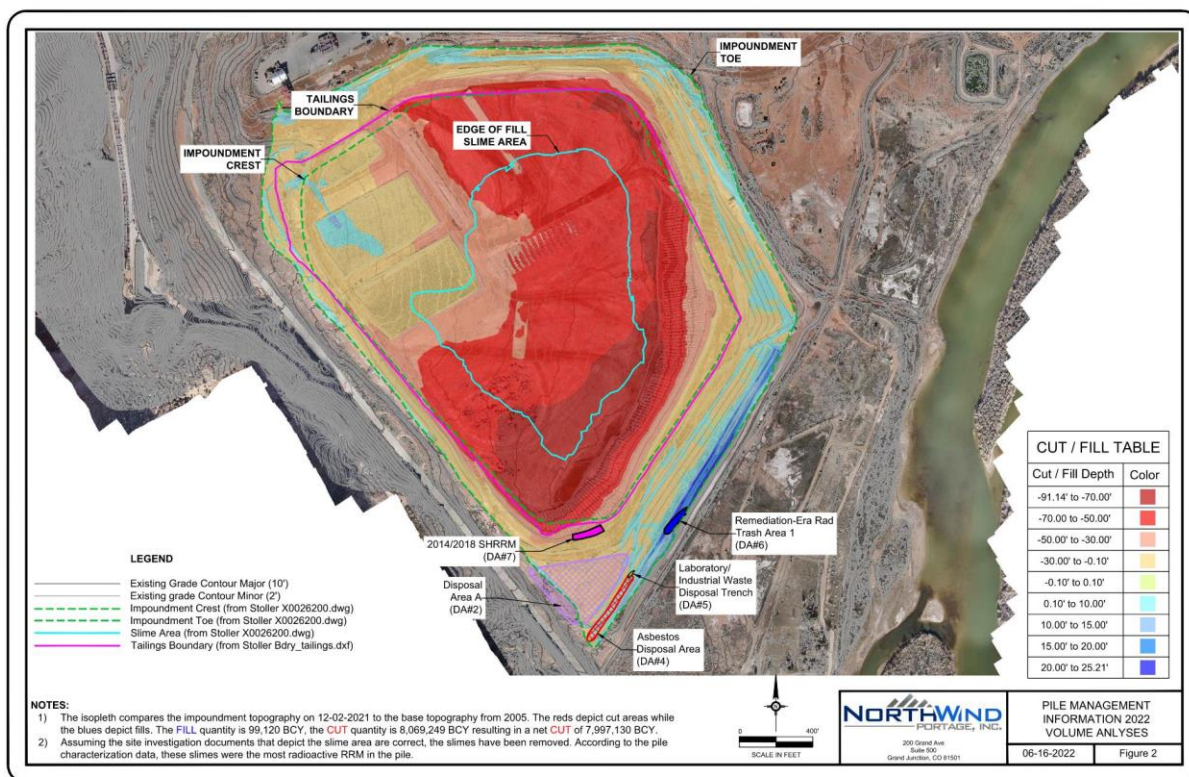 IMPOUNDMENT
TOE
TAILINGS
BOUNDARY
EDGE OF FILL
SLIME AREA
IMPOUNDMENT
CREST
2014/2018 SHRRM
(DA#7)
Remediation-Era Rad
Trash Area 1
(DA#6)
Disposal
Area A
(DA#2)
Laboratory/
Industrial Waste
Disposal Trench
(DA#5)
Asbestos
Disposal Area
(DA#4)
CUT / FILL TABLE
Cut / Fill Depth Color
-91.14' to -70.00'
-70.00 to -50.00'
-50.00' to -30.00'
-30.00' to -0.10'
-0.10' to 0.10'
0.10' to 10.00'
10.00' to 15.00'
15.00' to 20.00'
20.00' to 25.21'
LEGEND
Existing Grade Contour Major (10')
Existing grade Contour Minor (2')
Impoundment Crest (from Stoller X0026200.dwg)
Impoundment Toe (from Stoller X0026200.dwg)
Slime Area (from Stoller X0026200.dwg)
Tailings Boundary (from Stoller Bdry_tailings.dxf)
NOTES:
1) The isopleth compares the impoundment topography on 12-02-2021 to the base topography from 2005. The reds depict cut areas while
the blues depict fills. The FILL quantity is 99,120 BCY, the CUT quantity is 8,069,249 BCY resulting in a net CUT of 7,997,130 BCY.
2) Assuming the site investigation documents that depict the slime area are correct, the slimes have been removed. According to the pile
characterization data, these slimes were the most radioactive RRM in the pile.
0 400'
SCALE IN FEET
NORTHWIND
PORTAGE, INC.
200 Grand Ave
Suite 500
Grand Junction, CO 81501
PILE MANAGEMENT
INFORMATION 2022
VOLUME ANLYSES
06-16-2022 Figure 2